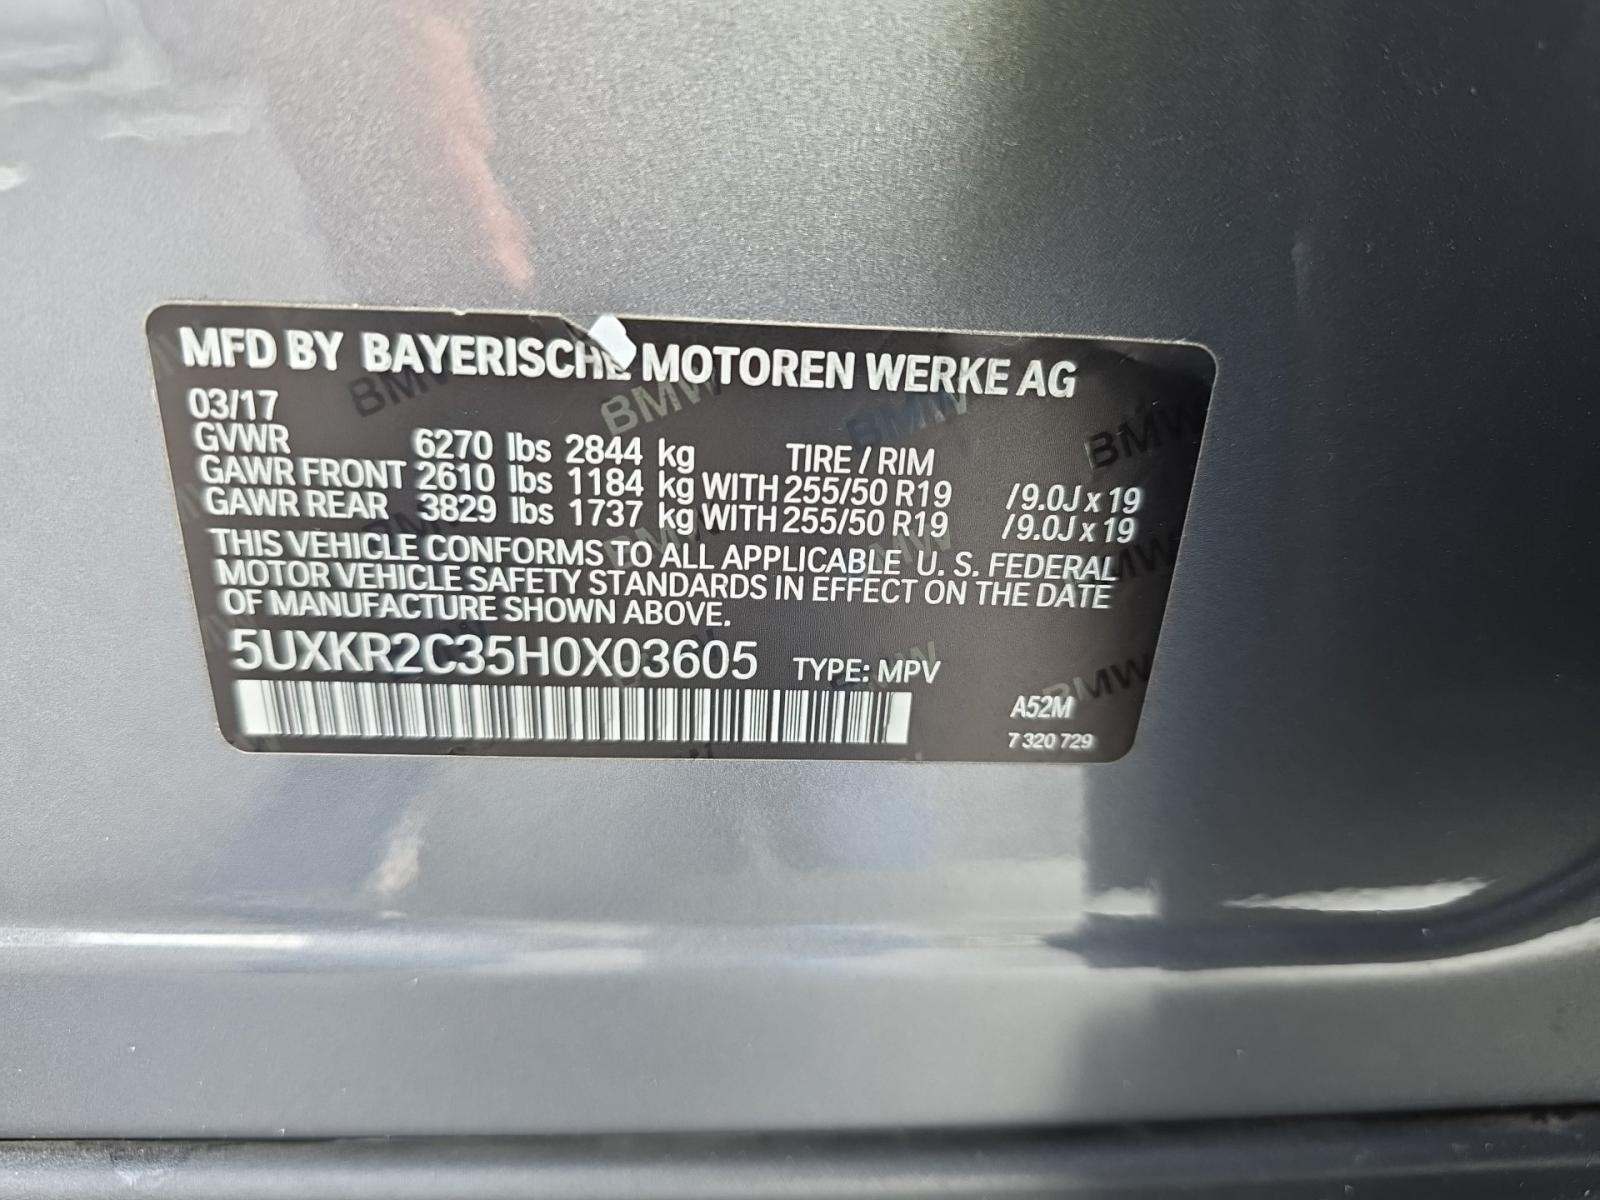 MFD BY BAYERISCHE MOTOREN WERKE AG
03/17
GVWR 6270 lbs 2844 kg TIRE / RIM
GAWR FRONT 2610 lbs 1184 kg WITH 255/50 R19 /9.0J x 19
GAWR REAR 3829 lbs 1737 kg WITH 255/50 R19 /9.0J x 19
THIS VEHICLE CONFORMS TO ALL APPLICABLE U. S. FEDERAL
MOTOR VEHICLE SAFETY STANDARDS IN EFFECT ON THE DATE
OF MANUFACTURE SHOWN ABOVE.
5UXKR2C35H0X03605 TYPE: MPV
A52M
7 320 729